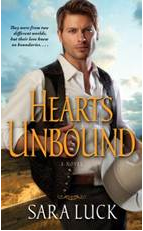 They were from two different
worlds, but their love knew
no boundaries...
HEARTS
UNBOUND
A NOVEL
SARA LUCK